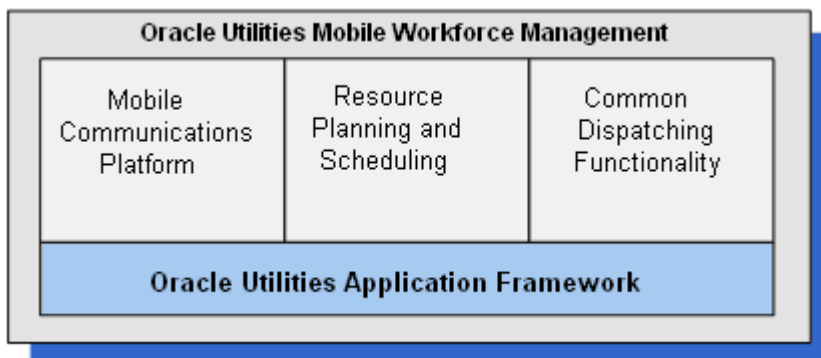 Oracle Utilities Mobile Workforce Management
Mobile
Communications
Platform
Resource
Planning and
Scheduling
Common
Dispatching
Functionality
Oracle Utilities Application Framework